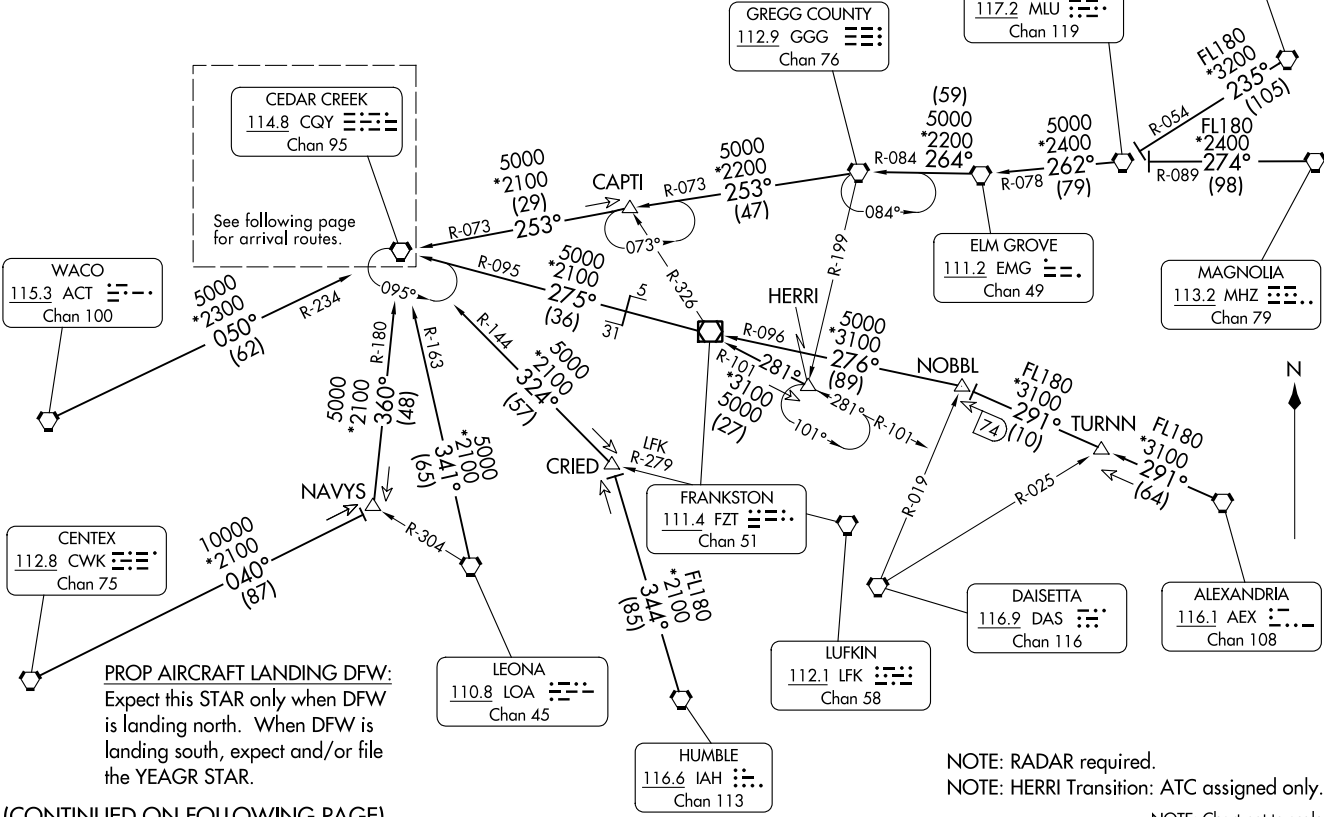 GREGG COUNTY
112.9 GGG
Chan 76
117.2 MLU
Chan 119
CEDAR CREEK
114.8 CQY
Chan 95
See following page
for arrival routes.
WACO
115.3 ACT
Chan 100
5000
*2300
050°
(62)
R-234
5000
*2100
(29)
253°
R-073
CAPTI
073°
5000
*2200
253°
(47)
R-073
(59)
5000
*2200
264°
R-084
084°
5000
*2400
262°
(79)
R-078
FL180
*3200
235°
(105)
R-054
FL180
*2400
274°
(98)
R-089
ELM GROVE
111.2 EMG
Chan 49
MAGNOLIA
113.2 MHZ
Chan 79
095°
R-095
5000
*2100
275°
(36)
5
31
R-326
R-199
HERRI
R-096
5000
*3100
276°
(89)
R-101
281°
*3100
5000
(27)
101°
281°
R-101
NOBBL
74
FL180
*3100
291°
(10)
TURNN
FL180
*3100
291°
(64)
N
R-180
5000
*2100
360°
(48)
R-163
5000
*2100
341°
(65)
R-144
5000
*2100
324°
(57)
CRIED
LFK
R-279
NAVYS
R-304
R-019
R-025
FRANKSTON
111.4 FZT
Chan 51
CENTEX
112.8 CWK
Chan 75
10000
*2100
040°
(87)
FL180
*2100
344°
(85)
DAISETTA
116.9 DAS
Chan 116
ALEXANDRIA
116.1 AEX
Chan 108
LUFKIN
112.1 LFK
Chan 58
LEONA
110.8 LOA
Chan 45
HUMBLE
116.6 IAH
Chan 113
PROP AIRCRAFT LANDING DFW:
Expect this STAR only when DFW
is landing north. When DFW is
landing south, expect and/or file
the YEAGR STAR.
NOTE: RADAR required.
NOTE: HERRI Transition: ATC assigned only.
(CONTINUED ON FOLLOWING PAGE)
NOTE: Chart not to scale